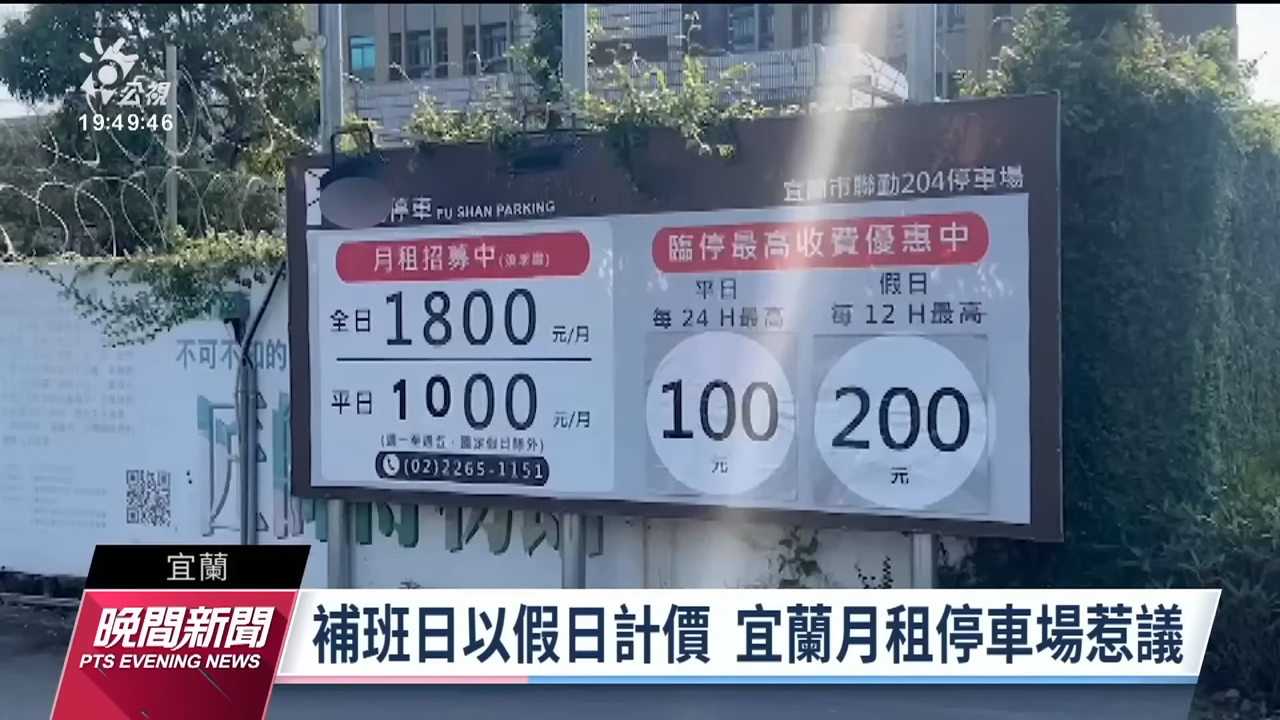 公視
19:49:46
停車 FU SHAN PARKING
宜蘭市聯動204停車場
月租招募中
全日 1800 元/月
平日 1000 元/月
(週一至週五，國定假日除外)
(02)2265-1151
臨停最高收費優惠中
平日
每 24 H最高
100
元
假日
每 12 H最高
200
元
不可不知的
宜蘭
晚間新聞
PTS EVENING NEWS
補班日以假日計價 宜蘭月租停車場惹議